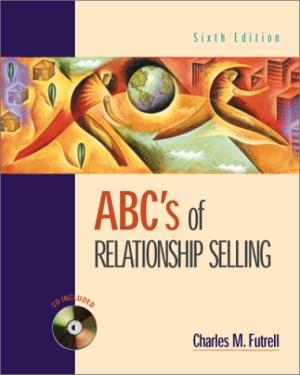 Sixth Edition
ABC's of
RELATIONSHIP SELLING
CD INCLUDED
Charles M. Futrell